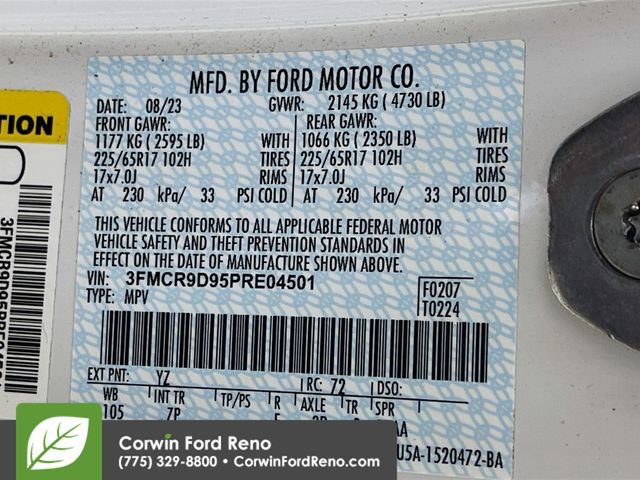 MFD. BY FORD MOTOR CO.
DATE: 08/23 GVWR: 2145 KG ( 4730 LB)
FRONT GAWR: REAR GAWR:
1177 KG ( 2595 LB) WITH 1066 KG ( 2350 LB) WITH
225/65R17 102H TIRES 225/65R17 102H TIRES
17x7.0J RIMS 17x7.0J RIMS
AT 230 kPa/ 33 PSI COLD AT 230 kPa/ 33 PSI COLD
THIS VEHICLE CONFORMS TO ALL APPLICABLE FEDERAL MOTOR
VEHICLE SAFETY AND THEFT PREVENTION STANDARDS IN
EFFECT ON THE DATE OF MANUFACTURE SHOWN ABOVE.
VIN: 3FMCR9D95PRE04501 F0207
TYPE: MPV T0224
EXT PNT: YZ RC: 72 DSO:
WB INT TR TP/PS R AXLE TR SPR
105 7P
U5A-1520472-BA
TION
3FMCR9D95PRE04501
Corwin Ford Reno
(775) 329-8800 • CorwinFordReno.com